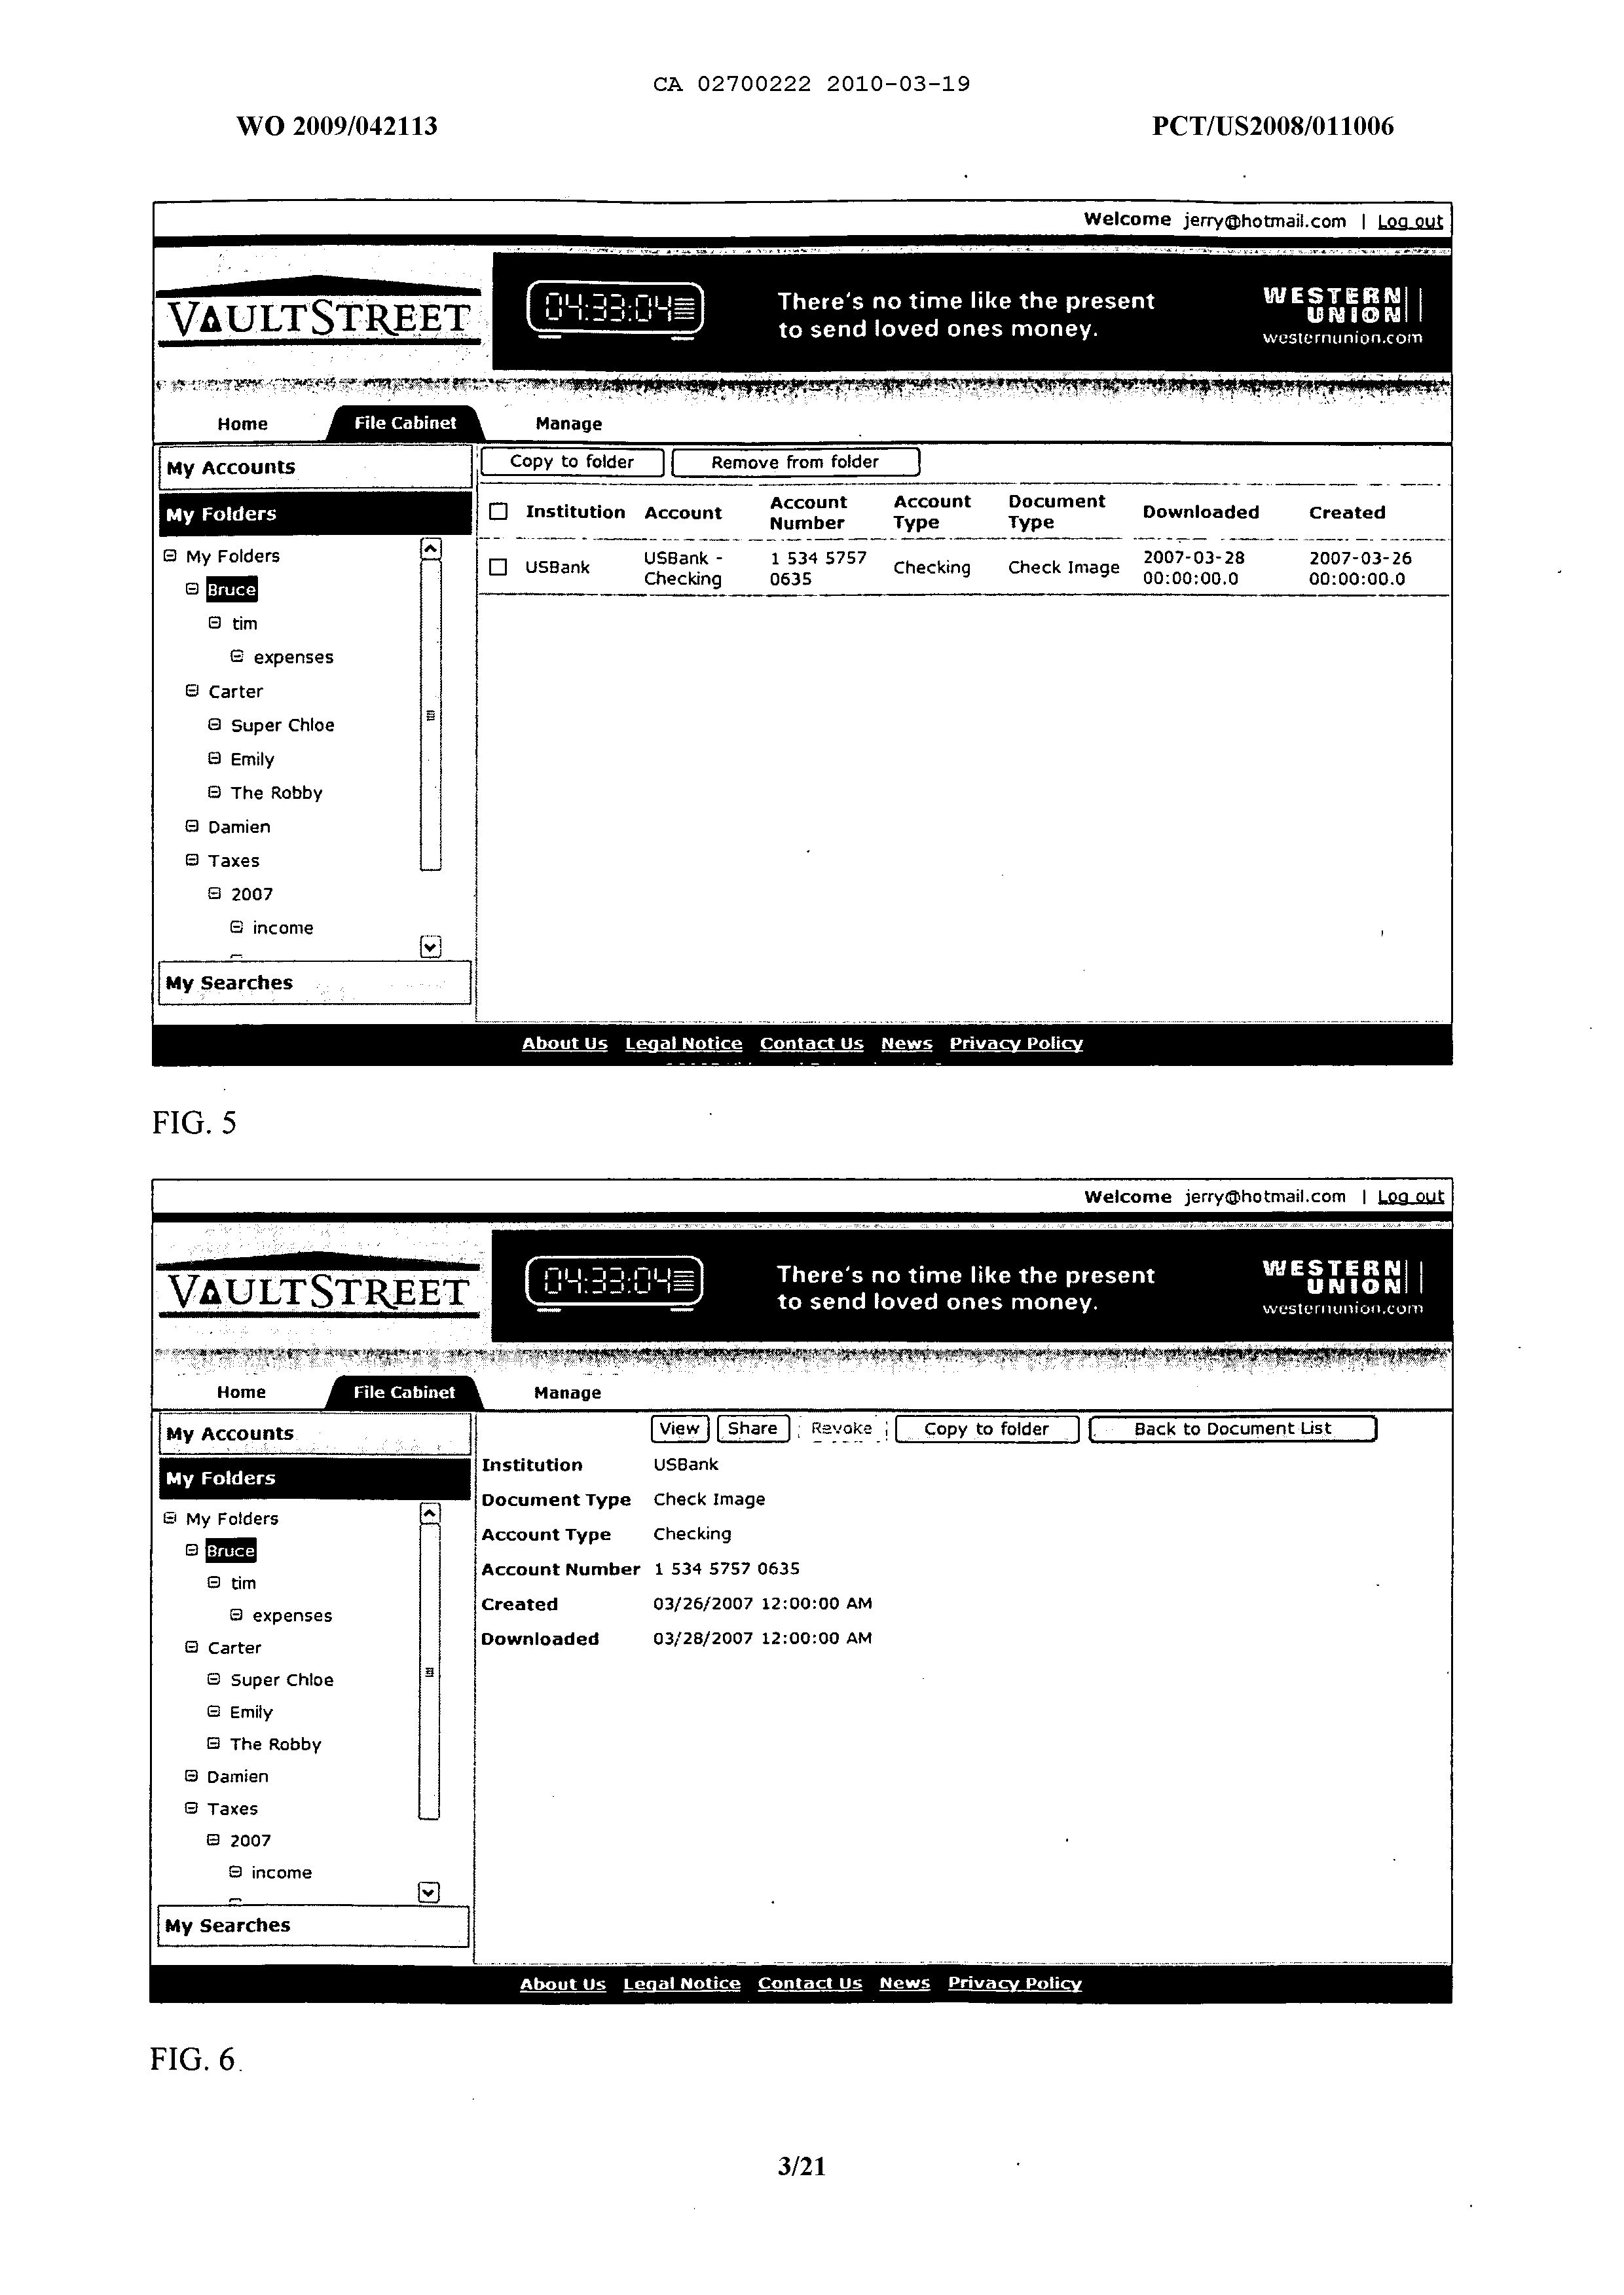 CA 02700222 2010-03-19
WO 2009/042113 PCT/US2008/011006
Welcome jerry@hotmail.com | Log out
VAULTSTREET
04:33:04
There's no time like the present
to send loved ones money.
WESTERN
UNION
westernunion.com
Home File Cabinet Manage
My Accounts
Copy to folder Remove from folder
My Folders
Institution Account Account Number Account Type Document Type Downloaded Created
My Folders
USBank USBank - Checking 1 534 5757 0635 Checking Check Image 2007-03-28 00:00:00.0 2007-03-26 00:00:00.0
Bruce
tim
expenses
Carter
Super Chloe
Emily
The Robby
Damien
Taxes
2007
income
My Searches
About Us Legal Notice Contact Us News Privacy Policy
FIG. 5
Welcome jerry@hotmail.com | Log out
VAULTSTREET
04:33:04
There's no time like the present
to send loved ones money.
WESTERN
UNION
westernunion.com
Home File Cabinet Manage
My Accounts
View Share Revoke Copy to folder Back to Document List
My Folders
Institution USBank
Document Type Check Image
Account Type Checking
Account Number 1 534 5757 0635
Created 03/26/2007 12:00:00 AM
Downloaded 03/28/2007 12:00:00 AM
My Folders
Bruce
tim
expenses
Carter
Super Chloe
Emily
The Robby
Damien
Taxes
2007
income
My Searches
About Us Legal Notice Contact Us News Privacy Policy
FIG. 6
3/21